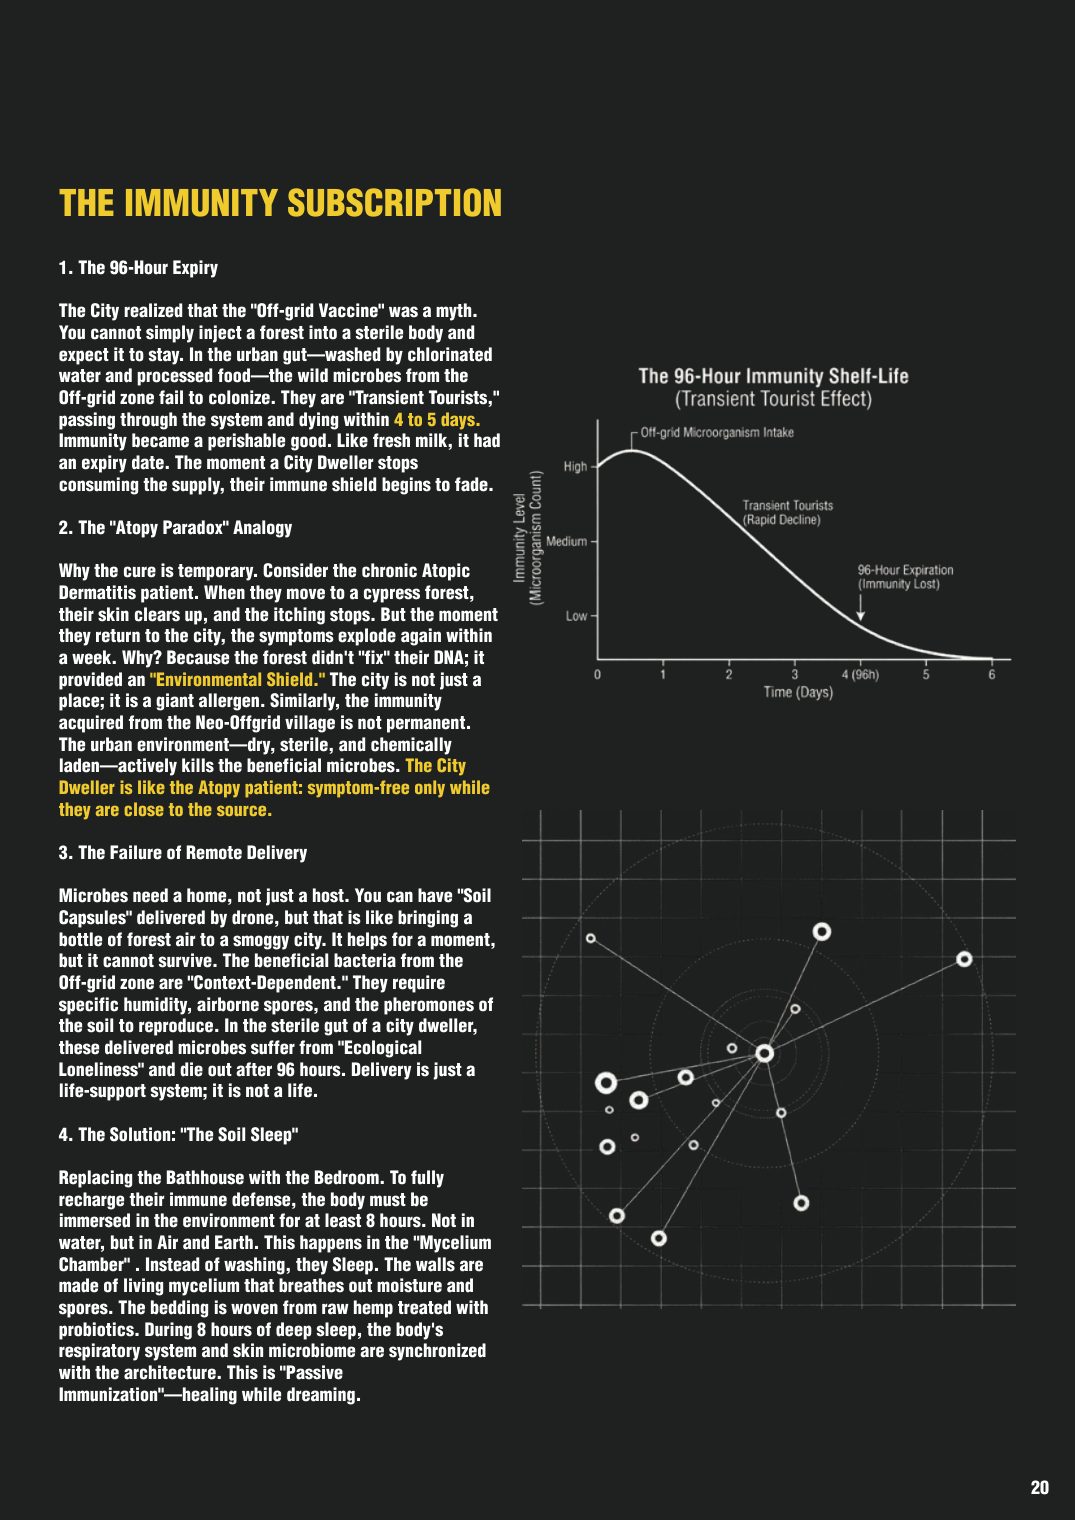 THE IMMUNITY SUBSCRIPTION
1. The 96-Hour Expiry
The City realized that the "Off-grid Vaccine" was a myth.
You cannot simply inject a forest into a sterile body and
expect it to stay. In the urban gut—washed by chlorinated
water and processed food—the wild microbes from the
Off-grid zone fail to colonize. They are "Transient Tourists,"
passing through the system and dying within 4 to 5 days.
Immunity became a perishable good. Like fresh milk, it had
an expiry date. The moment a City Dweller stops
consuming the supply, their immune shield begins to fade.
2. The "Atopy Paradox" Analogy
Why the cure is temporary. Consider the chronic Atopic
Dermatitis patient. When they move to a cypress forest,
their skin clears up, and the itching stops. But the moment
they return to the city, the symptoms explode again within
a week. Why? Because the forest didn't "fix" their DNA; it
provided an "Environmental Shield." The city is not just a
place; it is a giant allergen. Similarly, the immunity
acquired from the Neo-Offgrid village is not permanent.
The urban environment—dry, sterile, and chemically
laden—actively kills the beneficial microbes. The City
Dweller is like the Atopy patient: symptom-free only while
they are close to the source.
3. The Failure of Remote Delivery
Microbes need a home, not just a host. You can have "Soil
Capsules" delivered by drone, but that is like bringing a
bottle of forest air to a smoggy city. It helps for a moment,
but it cannot survive. The beneficial bacteria from the
Off-grid zone are "Context-Dependent." They require
specific humidity, airborne spores, and the pheromones of
the soil to reproduce. In the sterile gut of a city dweller,
these delivered microbes suffer from "Ecological
Loneliness" and die out after 96 hours. Delivery is just a
life-support system; it is not a life.
4. The Solution: "The Soil Sleep"
Replacing the Bathhouse with the Bedroom. To fully
recharge their immune defense, the body must be
immersed in the environment for at least 8 hours. Not in
water, but in Air and Earth. This happens in the "Mycelium
Chamber" . Instead of washing, they Sleep. The walls are
made of living mycelium that breathes out moisture and
spores. The bedding is woven from raw hemp treated with
probiotics. During 8 hours of deep sleep, the body's
respiratory system and skin microbiome are synchronized
with the architecture. This is "Passive
Immunization"—healing while dreaming.
The 96-Hour Immunity Shelf-Life
(Transient Tourist Effect)
Off-grid Microorganism Intake
High
Medium
Low
Immunity Level
(Microorganism Count)
Transient Tourists
(Rapid Decline)
96-Hour Expiration
(Immunity Lost)
0 1 2 3 4 (96h) 5 6
Time (Days)
20